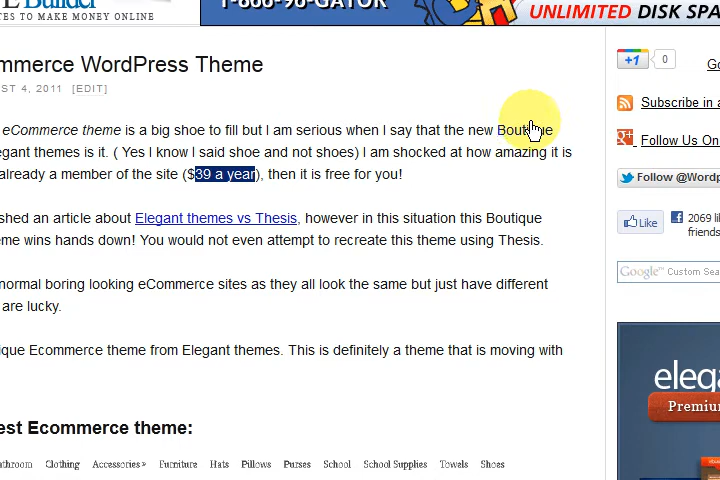 Builder
TES TO MAKE MONEY ONLINE
1-866-96-GATOR
UNLIMITED DISK SPA
mmerce WordPress Theme
ST 4, 2011 [EDIT]
eCommerce theme is a big shoe to fill but I am serious when I say that the new Boutique
egant themes is it. ( Yes I know I said shoe and not shoes) I am shocked at how amazing it is
already a member of the site ($39 a year), then it is free for you!
shed an article about Elegant themes vs Thesis, however in this situation this Boutique
eme wins hands down! You would not even attempt to recreate this theme using Thesis.
normal boring looking eCommerce sites as they all look the same but just have different
are lucky.
ique Ecommerce theme from Elegant themes. This is definitely a theme that is moving with
est Ecommerce theme:
athroom Clothing Accessories » Furniture Hats Pillows Purses School School Supplies Towels Shoes
+1 0 Go
Subscribe in a
Follow Us On
Follow @Wordp
Like 2069 lik
friends
Google™ Custom Sea
elega
Premium